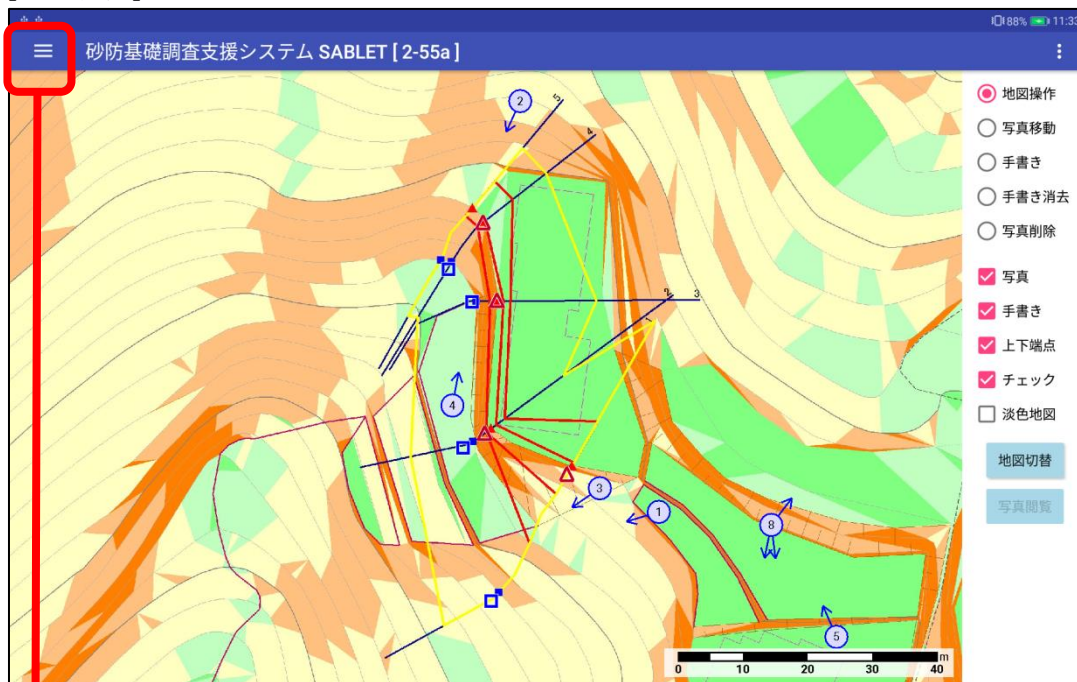 88% 11:33
砂防基礎調査支援システム SABLET [ 2-55a ]
地図操作
写真移動
手書き
手書き消去
写真削除
写真
手書き
上下端点
チェック
淡色地図
地図切替
写真閲覧
2
5
4
2
3
1
4
3
1
8
5
m
0 10 20 30 40